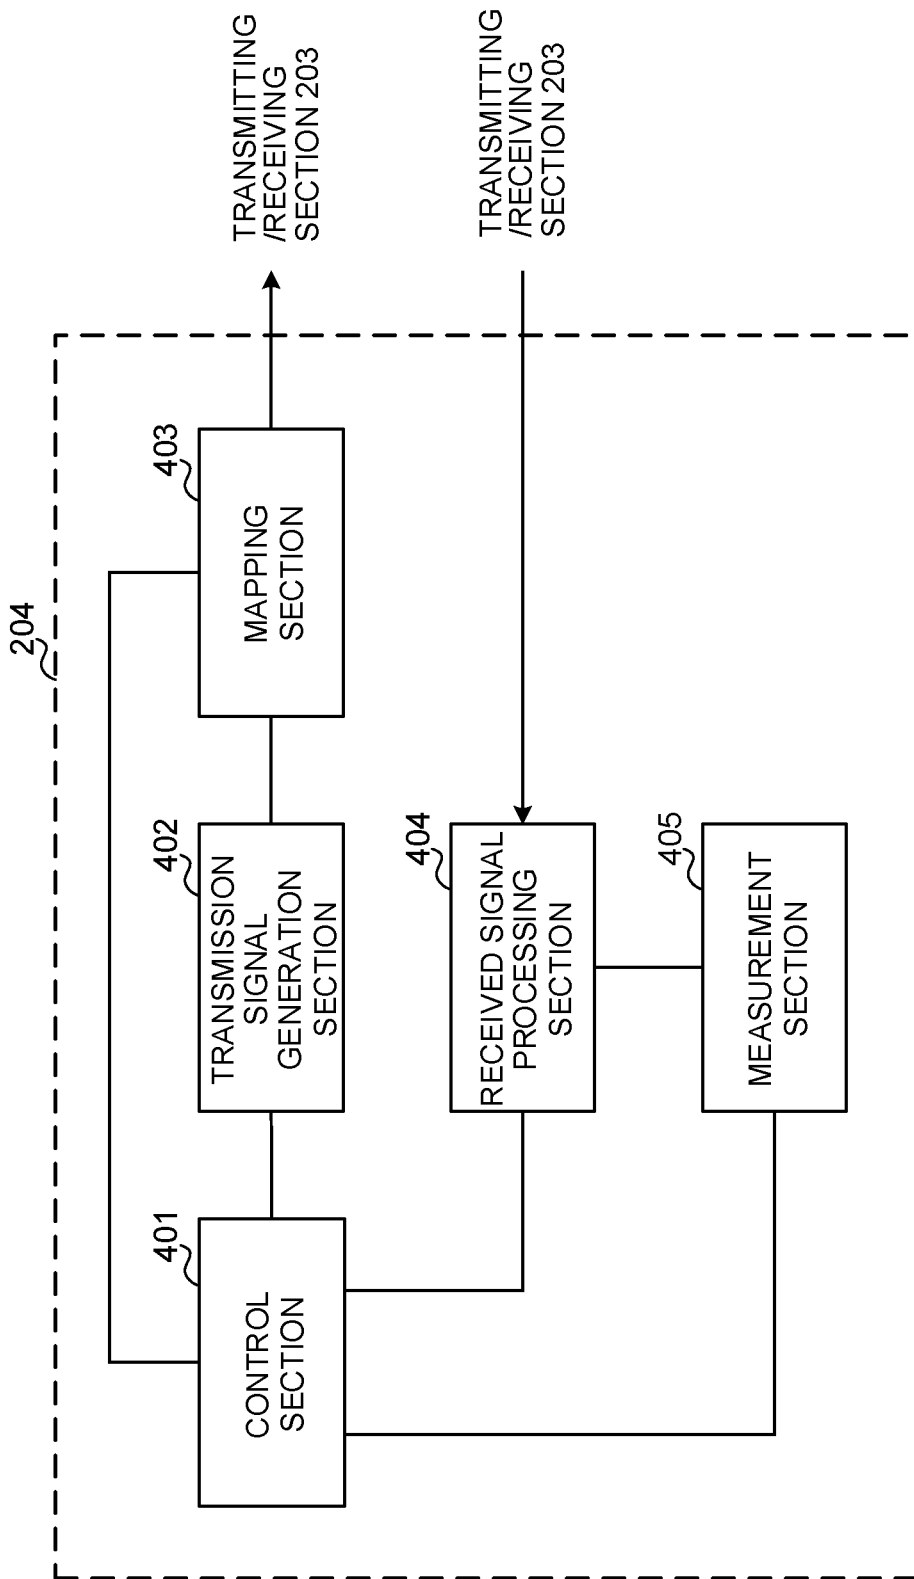 204
401
CONTROL
SECTION
402
TRANSMISSION
SIGNAL
GENERATION
SECTION
403
MAPPING
SECTION
TRANSMITTING
/RECEIVING
SECTION 203
404
RECEIVED SIGNAL
PROCESSING
SECTION
TRANSMITTING
/RECEIVING
SECTION 203
405
MEASUREMENT
SECTION